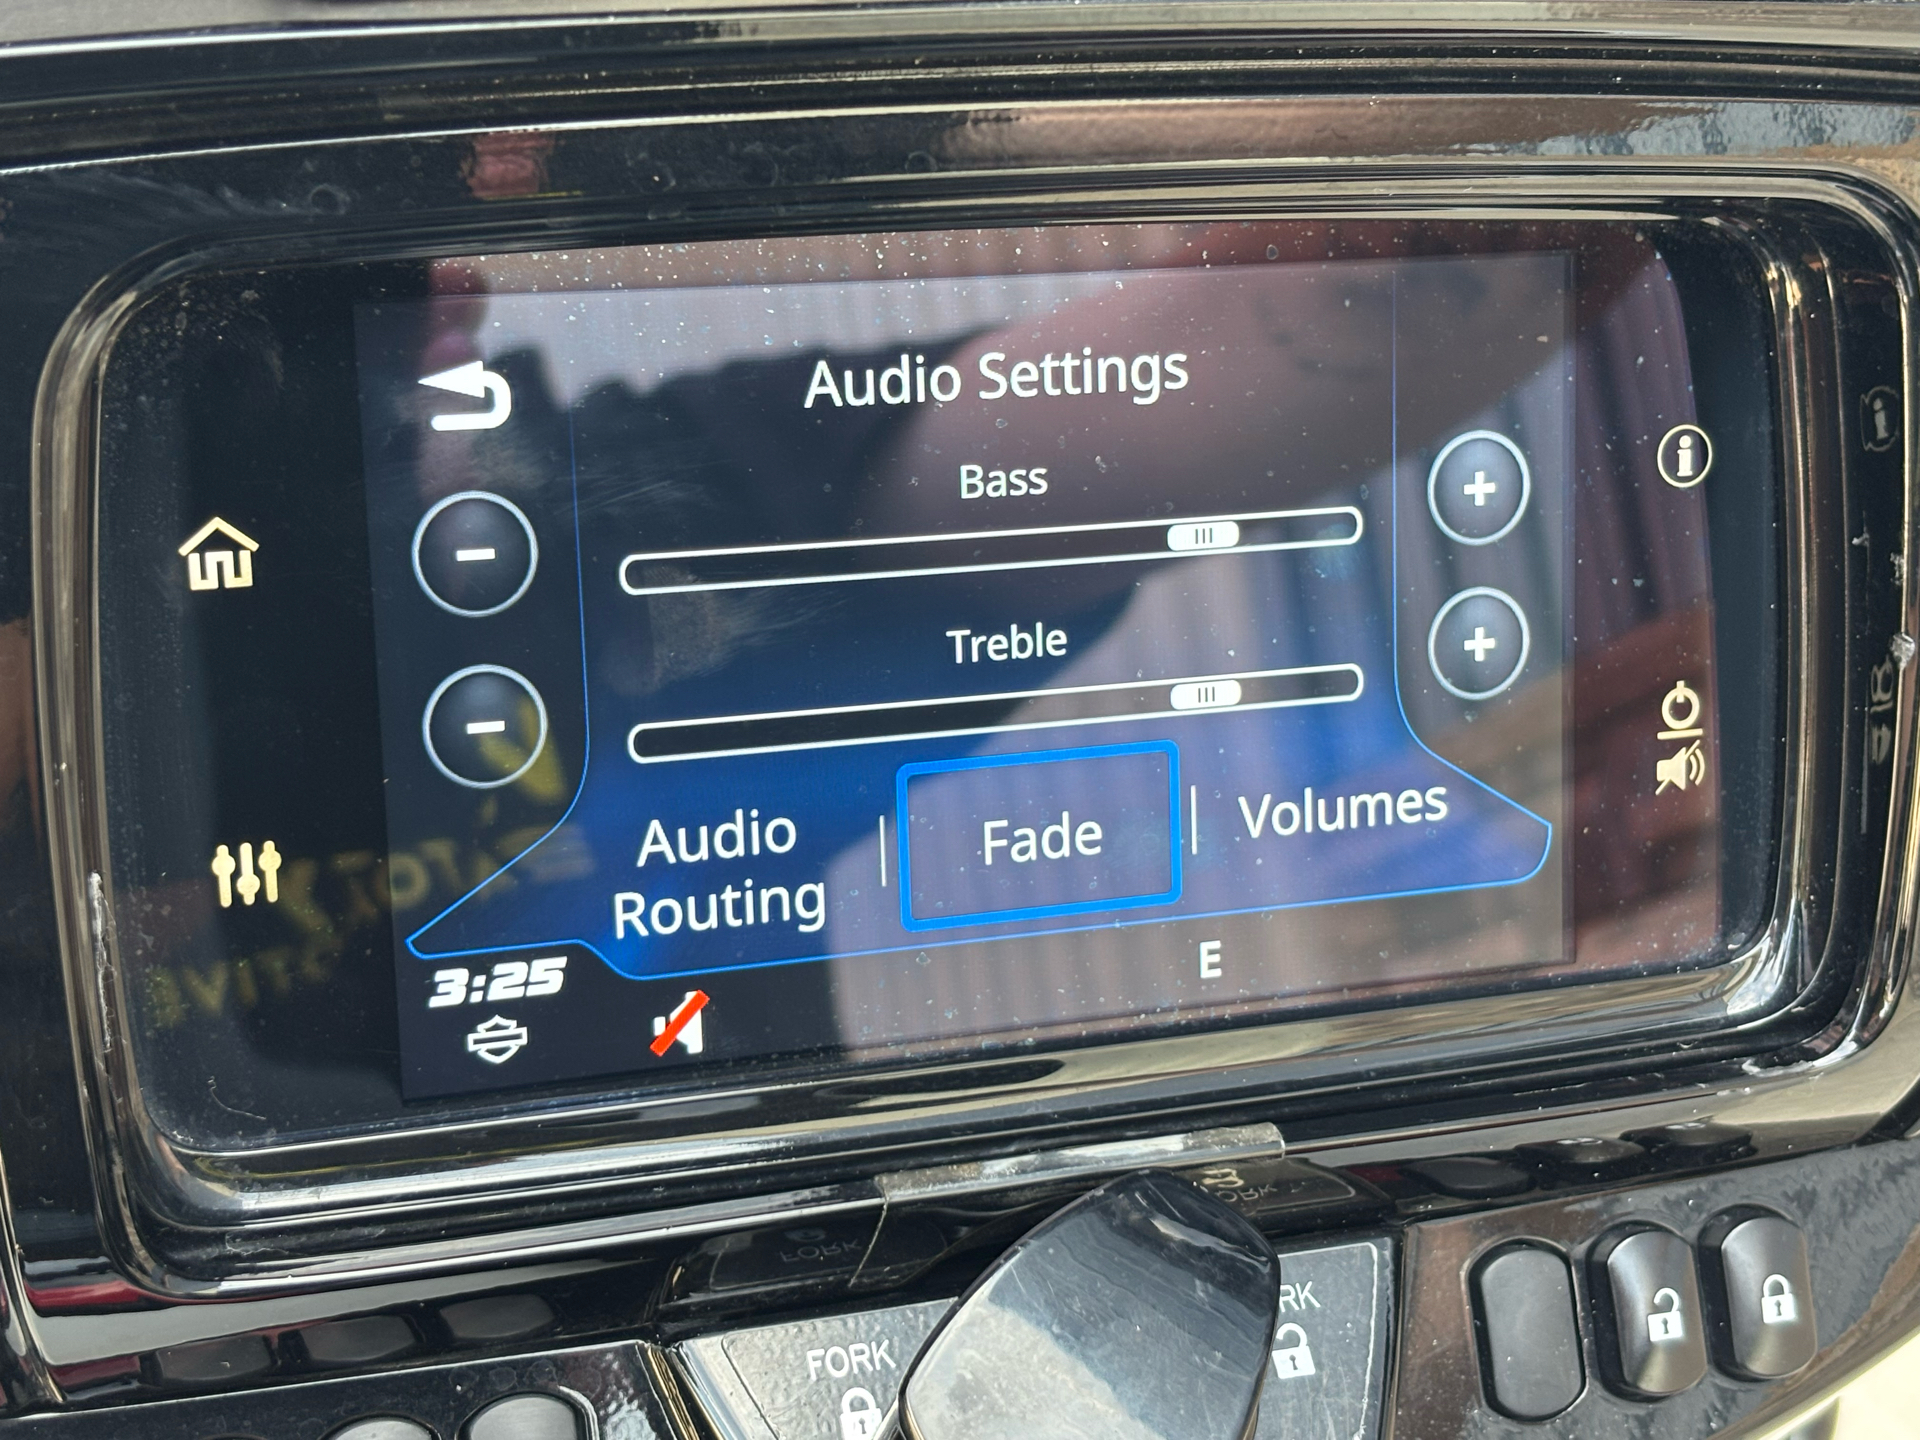 Audio Settings
Bass
Treble
Audio
Routing
Fade
Volumes
3:25
E
FORK
RK